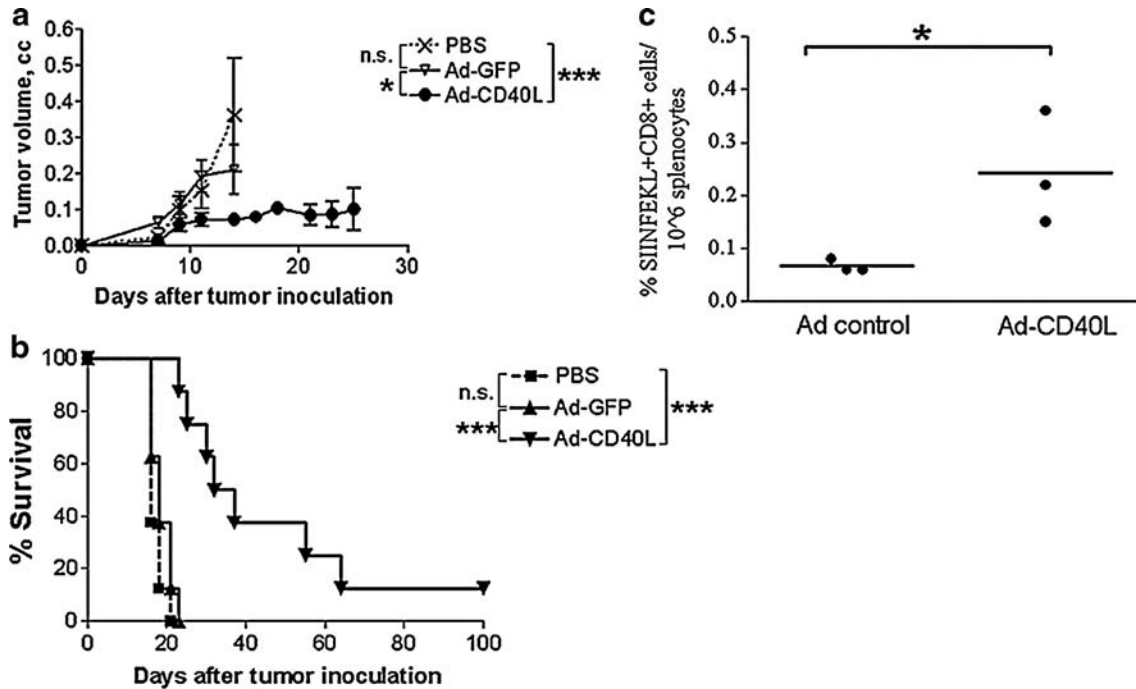 a
0.6
0.5
0.4
0.3
0.2
0.1
0.0
Tumor volume, cc
0 10 20 30
Days after tumor inoculation
PBS
Ad-GFP
Ad-CD40L
n.s.
*
***
c
0.5
0.4
0.3
0.2
0.1
0.0
% SIINFEKL+CD8+ cells/
10^6 splenocytes
*
Ad control Ad-CD40L
b
100
80
60
40
20
0
% Survival
0 20 40 60 80 100
Days after tumor inoculation
PBS
Ad-GFP
Ad-CD40L
n.s.
***
***